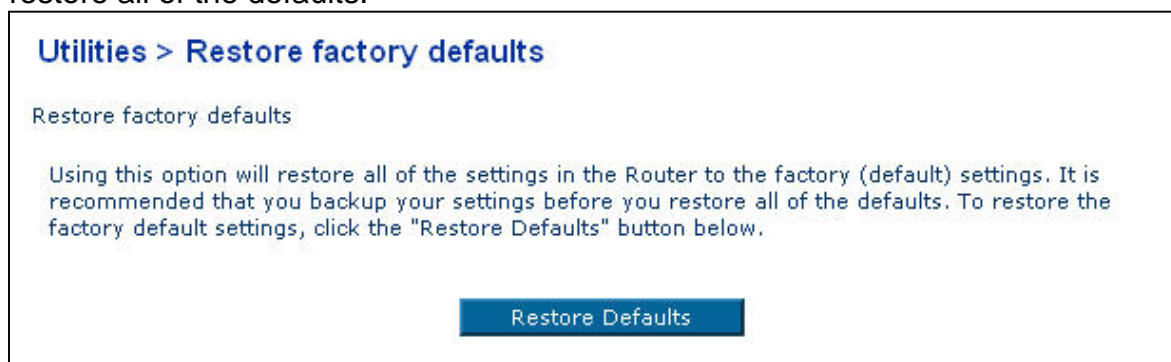 restore all of the defaults.
Utilities > Restore factory defaults
Restore factory defaults
Using this option will restore all of the settings in the Router to the factory (default) settings. It is
recommended that you backup your settings before you restore all of the defaults. To restore the
factory default settings, click the "Restore Defaults" button below.
Restore Defaults